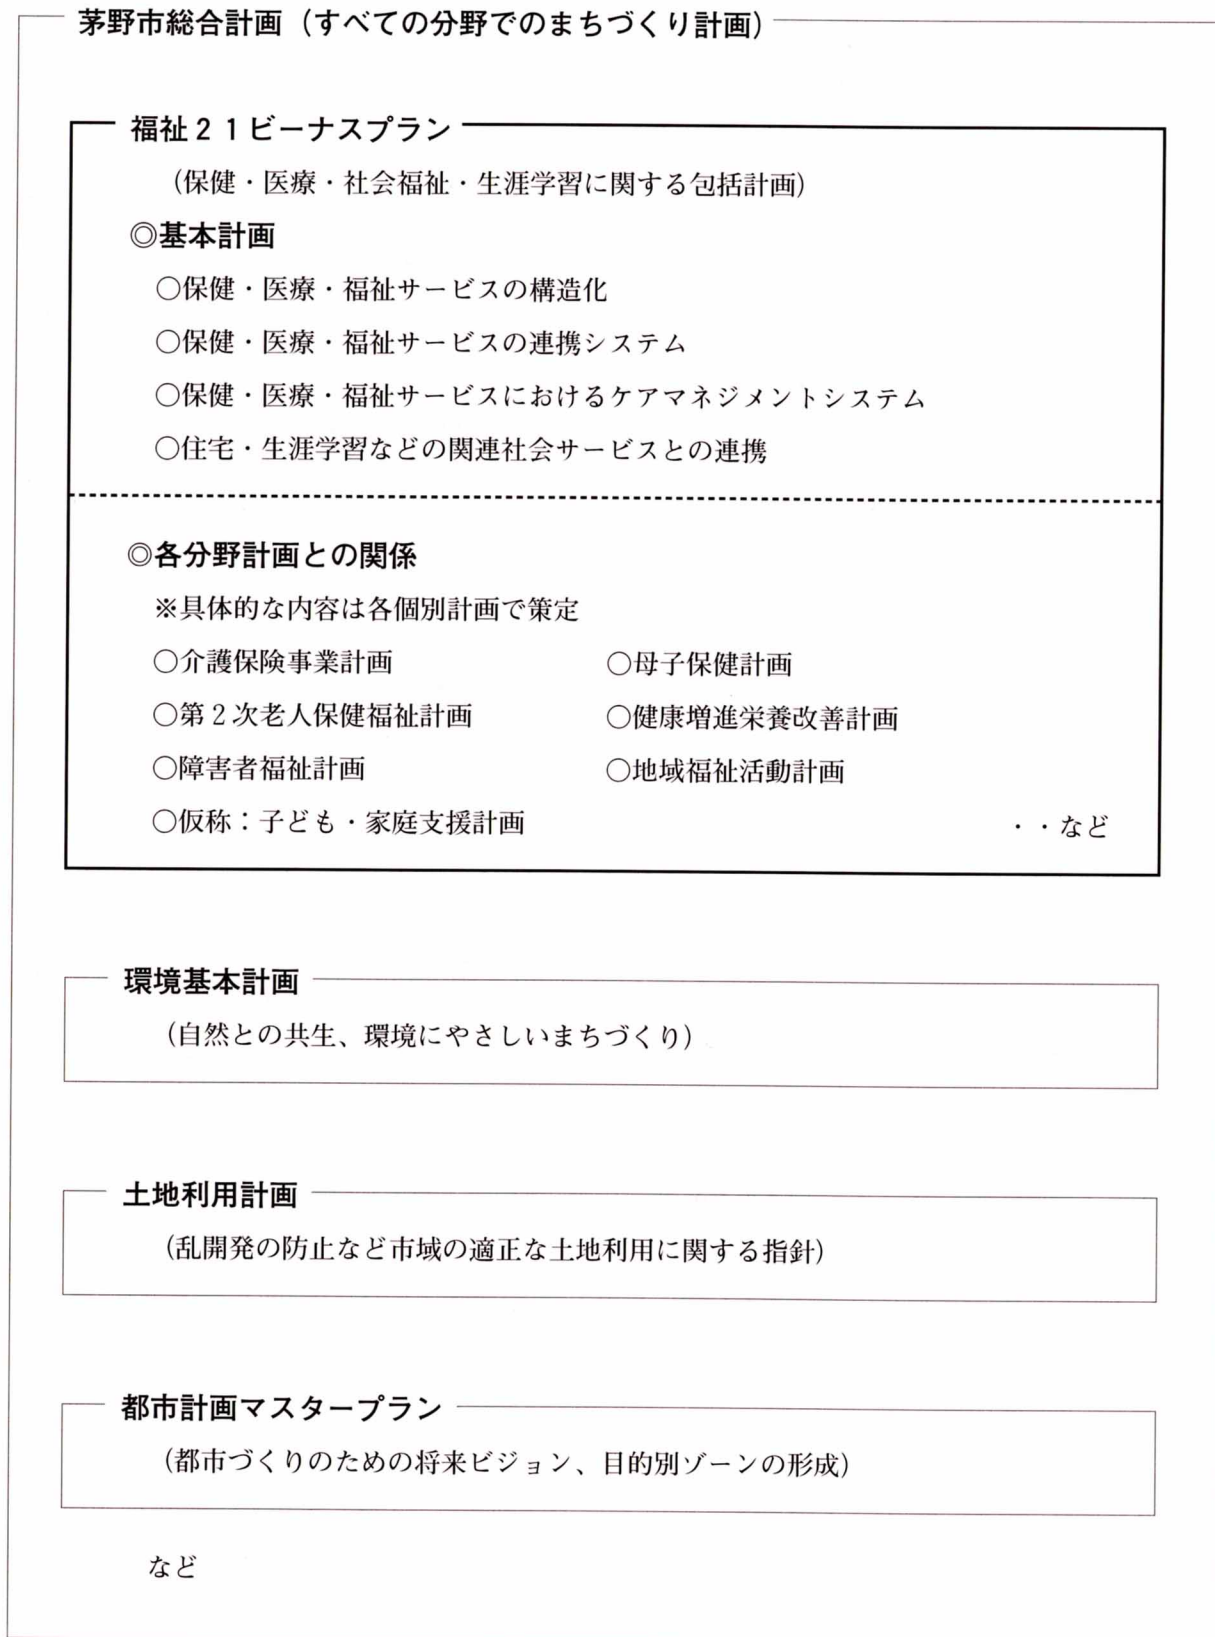 茅野市総合計画（すべての分野でのまちづくり計画）
福祉２１ビーナスプラン
（保健・医療・社会福祉・生涯学習に関する包括計画）
◎基本計画
○保健・医療・福祉サービスの構造化
○保健・医療・福祉サービスの連携システム
○保健・医療・福祉サービスにおけるケアマネジメントシステム
○住宅・生涯学習などの関連社会サービスとの連携
◎各分野計画との関係
※具体的な内容は各個別計画で策定
○介護保険事業計画　○母子保健計画
○第２次老人保健福祉計画　○健康増進栄養改善計画
○障害者福祉計画　○地域福祉活動計画
○仮称：子ども・家庭支援計画　・・など
環境基本計画
（自然との共生、環境にやさしいまちづくり）
土地利用計画
（乱開発の防止など市域の適正な土地利用に関する指針）
都市計画マスタープラン
（都市づくりのための将来ビジョン、目的別ゾーンの形成）
など